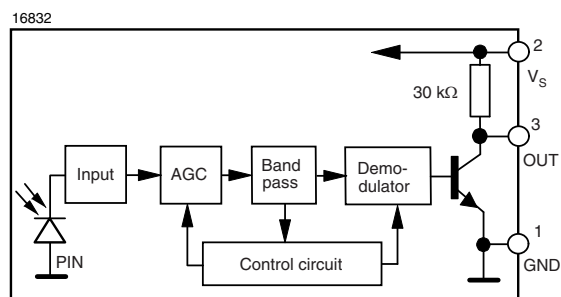 16832
2
V_S
30 kΩ
3
OUT
Input
AGC
Band
pass
Demo-
dulator
1
GND
PIN
Control circuit